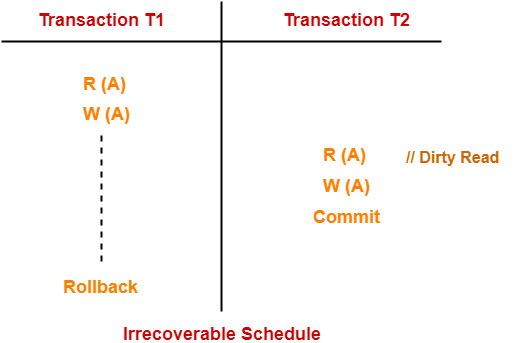 Transaction T1
Transaction T2
R (A)
W (A)
R (A)
// Dirty Read
W (A)
Commit
Rollback
Irrecoverable Schedule